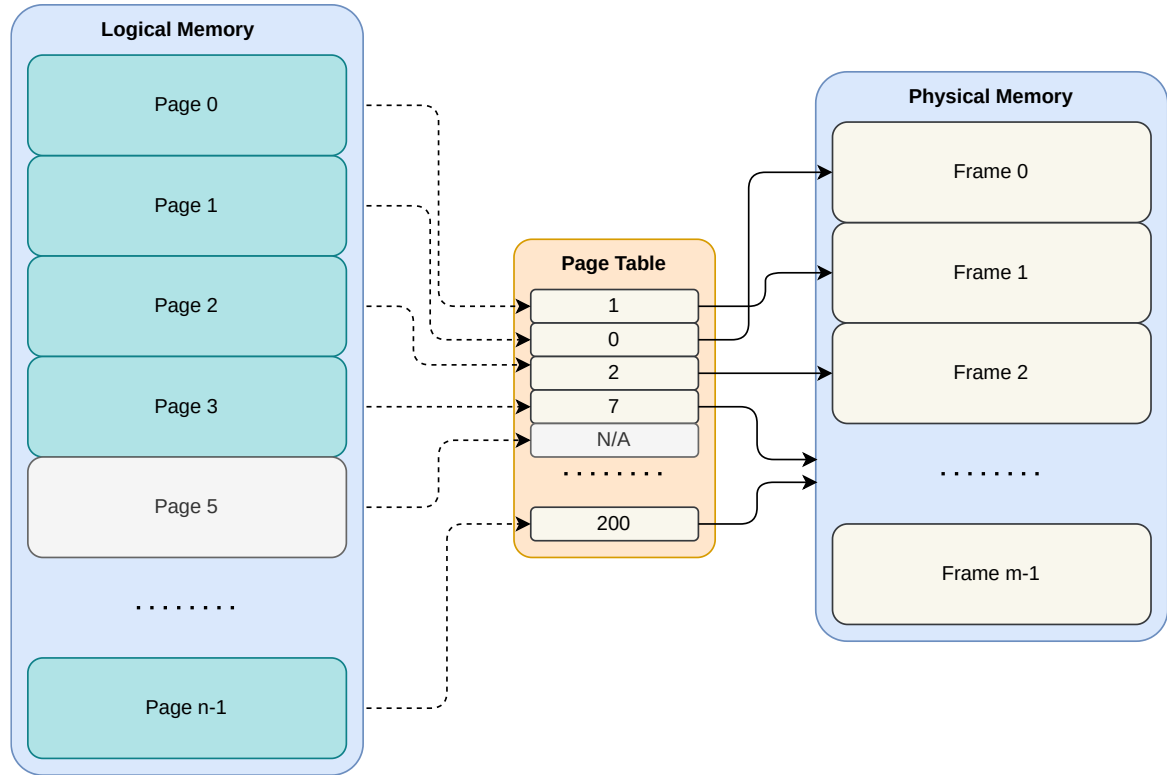 Logical Memory
Page 0
Page 1
Page 2
Page 3
Page 5
........
Page n-1
Page Table
1
0
2
7
N/A
........
200
Physical Memory
Frame 0
Frame 1
Frame 2
........
Frame m-1